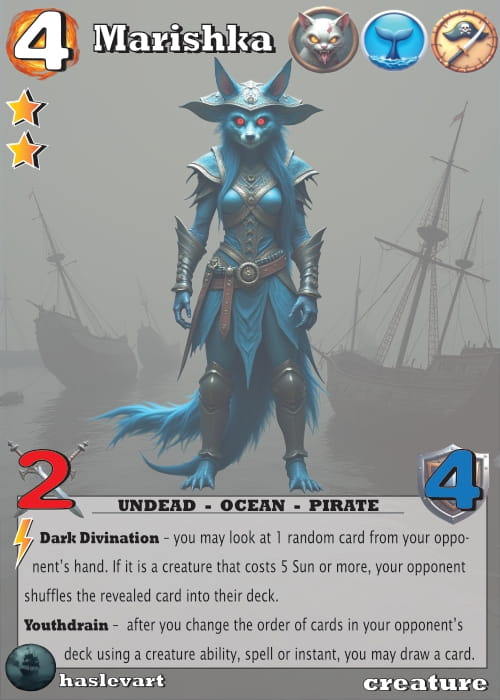 4 Marishka
2
4
UNDEAD - OCEAN - PIRATE
Dark Divination - you may look at 1 random card from your oppo-
nent's hand. If it is a creature that costs 5 Sun or more, your opponent
shuffles the revealed card into their deck.
Youthdrain - after you change the order of cards in your opponent's
deck using a creature ability, spell or instant, you may draw a card.
haslevart
creature